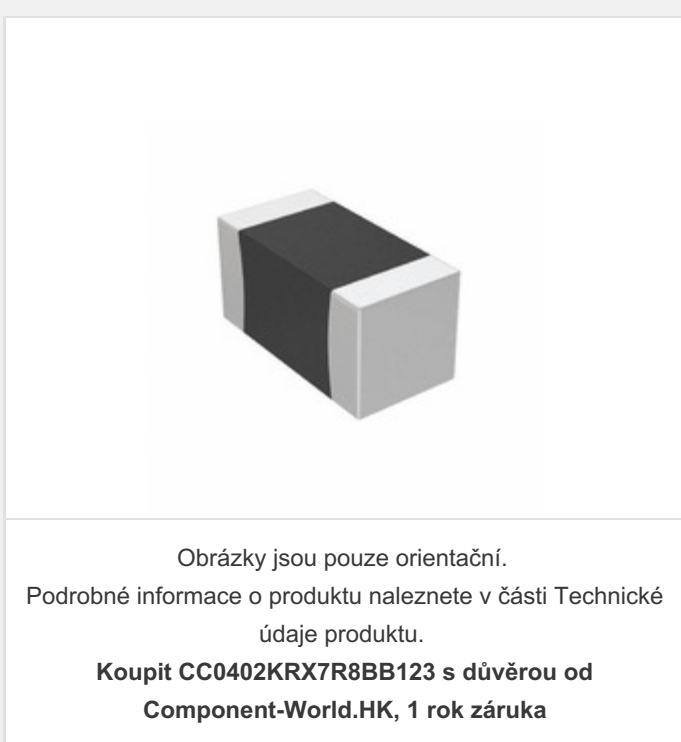 Obrázky jsou pouze orientační.
Podrobné informace o produktu naleznete v části Technické
údaje produktu.
Koupit CC0402KRX7R8BB123 s důvěrou od
Component-World.HK, 1 rok záruka